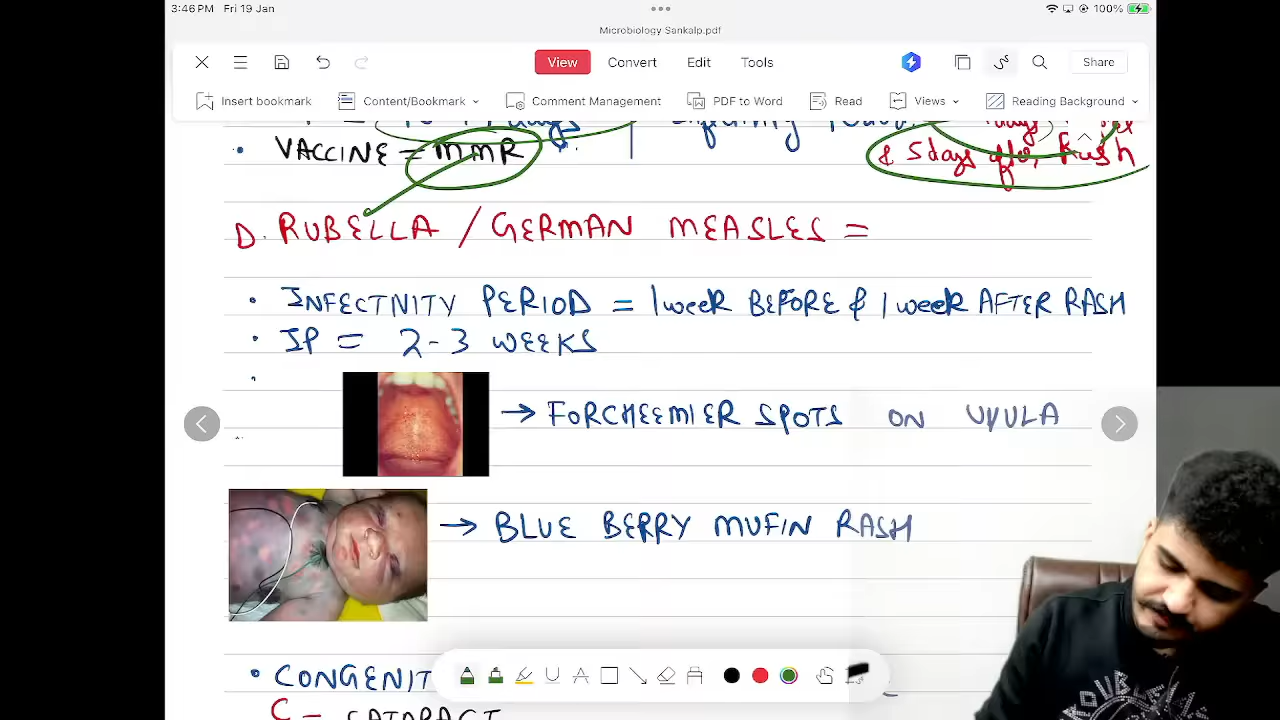 3:46 PM Fri 19 Jan
100%
Microbiology Sankalp.pdf
View Convert Edit Tools Share
Insert bookmark Content/Bookmark Comment Management PDF to Word Read Views Reading Background
• VACCINE = MMR
& 5 days after Rash
D. RUBELLA / GERMAN MEASLES =
• INFECTNITY PERIOD = 1 week BEFORE & 1 week AFTER RASH
• IP = 2-3 WEEKS
→ FORCHEEMIER SPOTS ON UVULA
→ BLUE BERRY MUFIN RASH
• CONGENIT
C - CATARACT